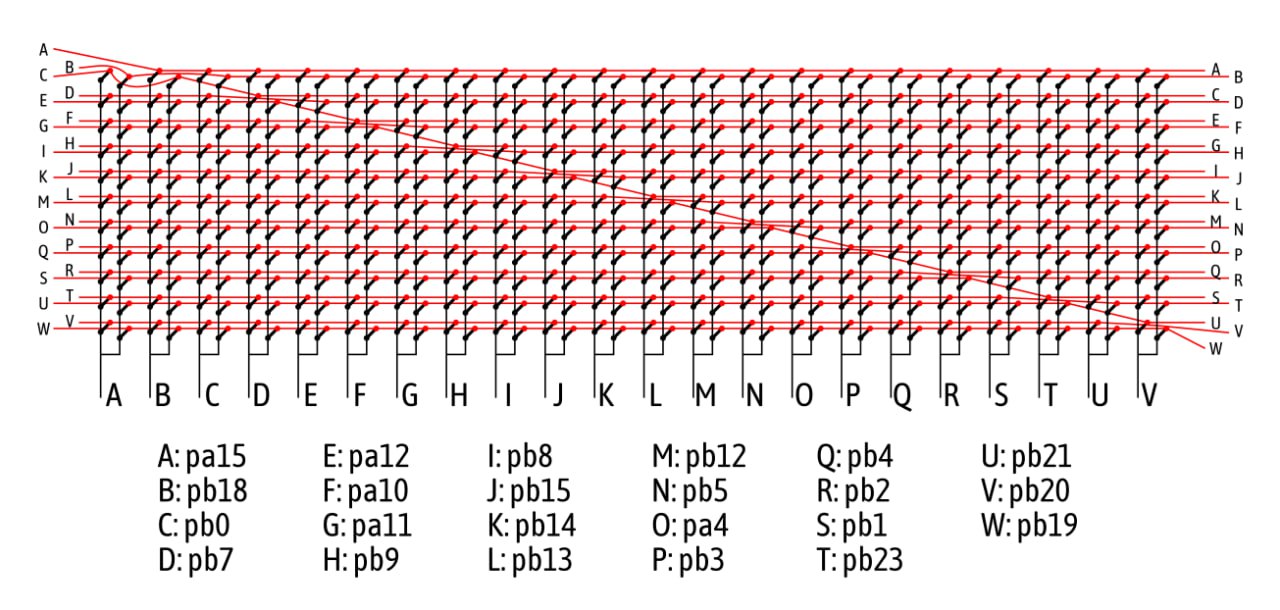 A
B
C
D
E
F
G
H
I
J
K
L
M
N
O
P
Q
R
S
T
U
V
W
A
B
C
D
E
F
G
H
I
J
K
L
M
N
O
P
Q
R
S
T
U
V
W
A B C D E F G H I J K L M N O P Q R S T U V
A: pa15 E: pa12 I: pb8 M: pb12 Q: pb4 U: pb21
B: pb18 F: pa10 J: pb15 N: pb5 R: pb2 V: pb20
C: pb0 G: pa11 K: pb14 O: pa4 S: pb1 W: pb19
D: pb7 H: pb9 L: pb13 P: pb3 T: pb23